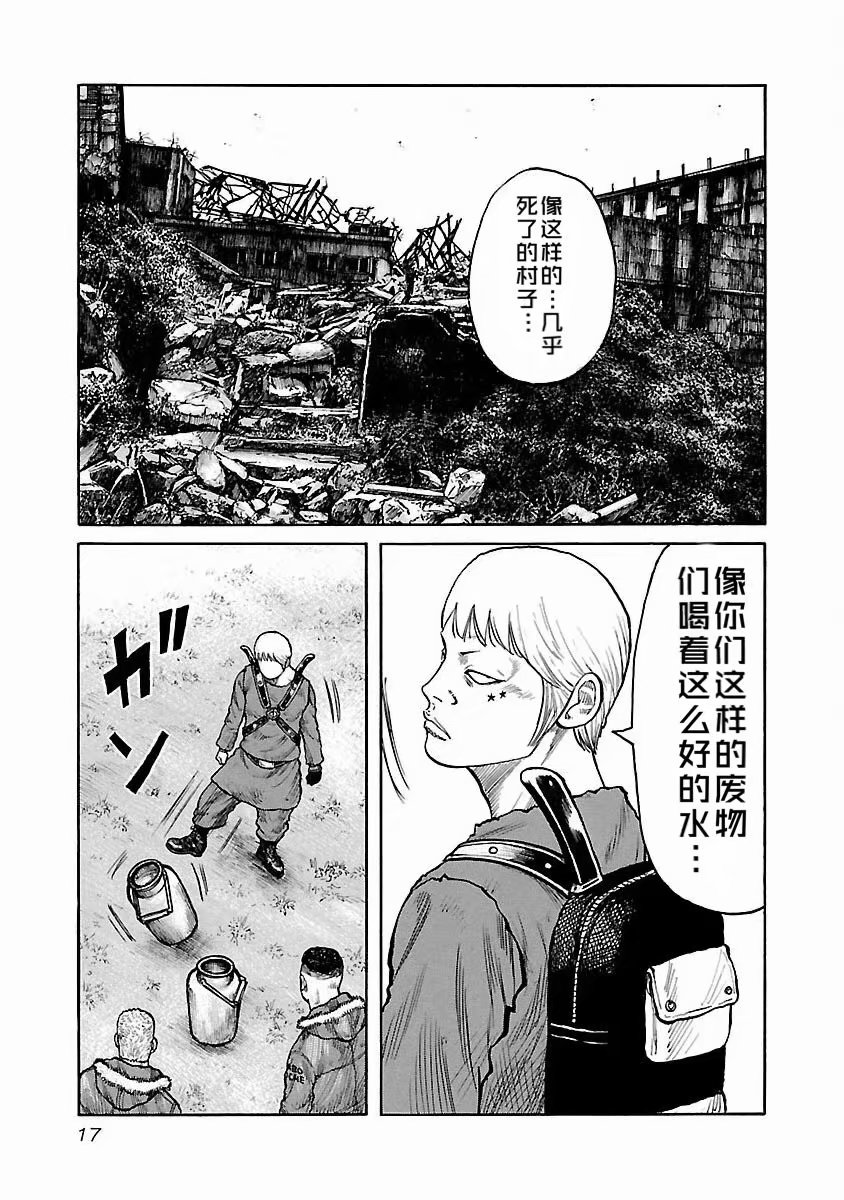 像这样的…几乎
死了的村子…
像你们这样的废物
们喝着这么好的水…
ガンッ
17